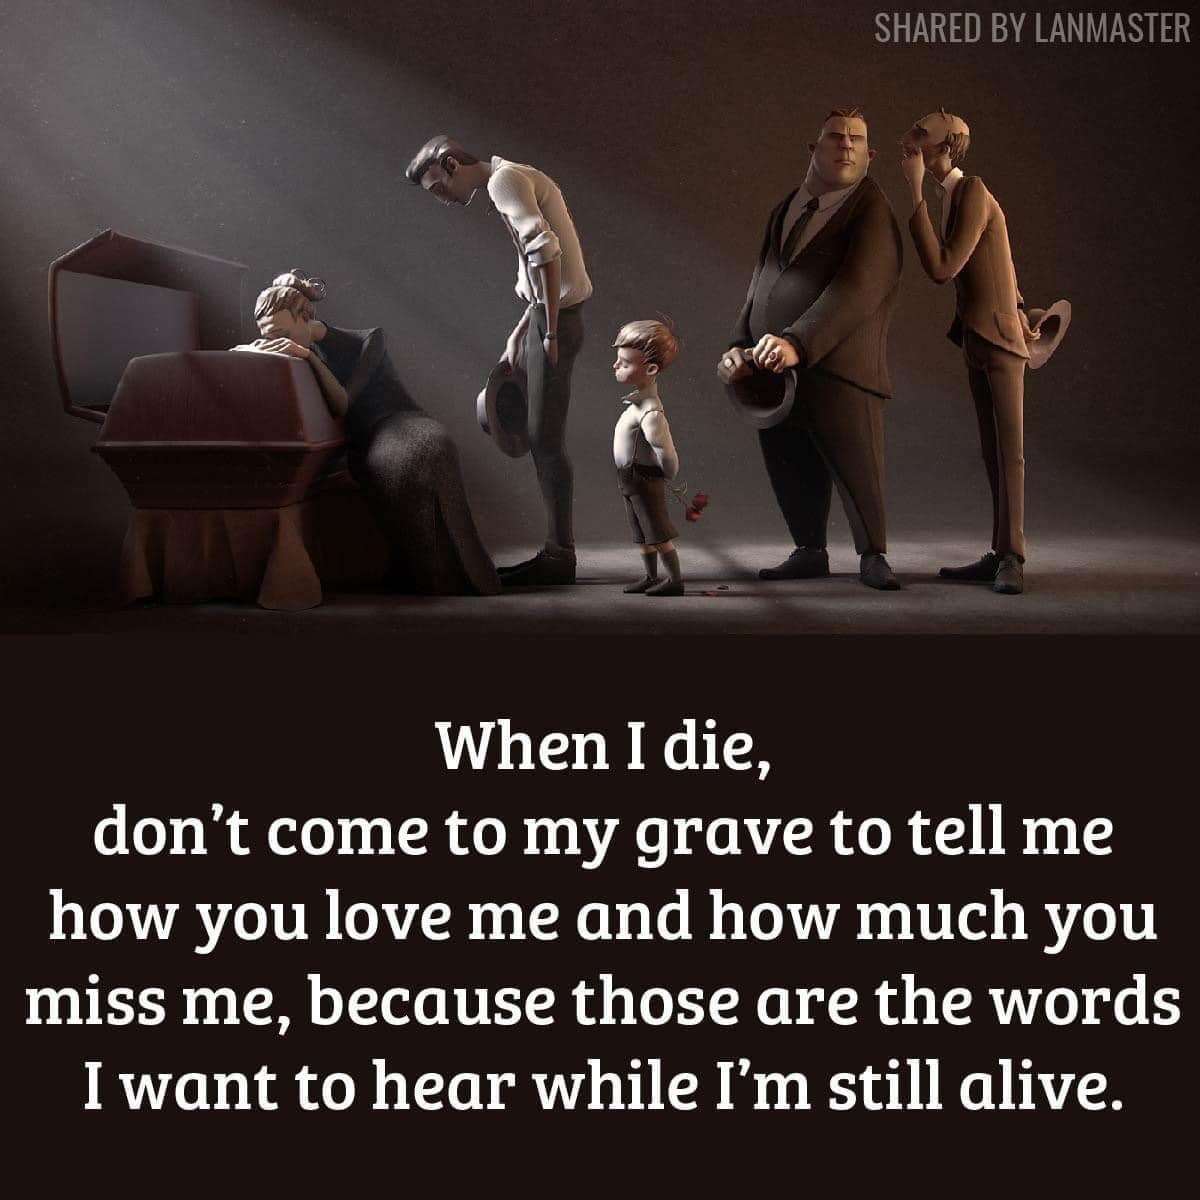 SHARED BY LANMASTER
When I die,
don't come to my grave to tell me
how you love me and how much you
miss me, because those are the words
I want to hear while I'm still alive.